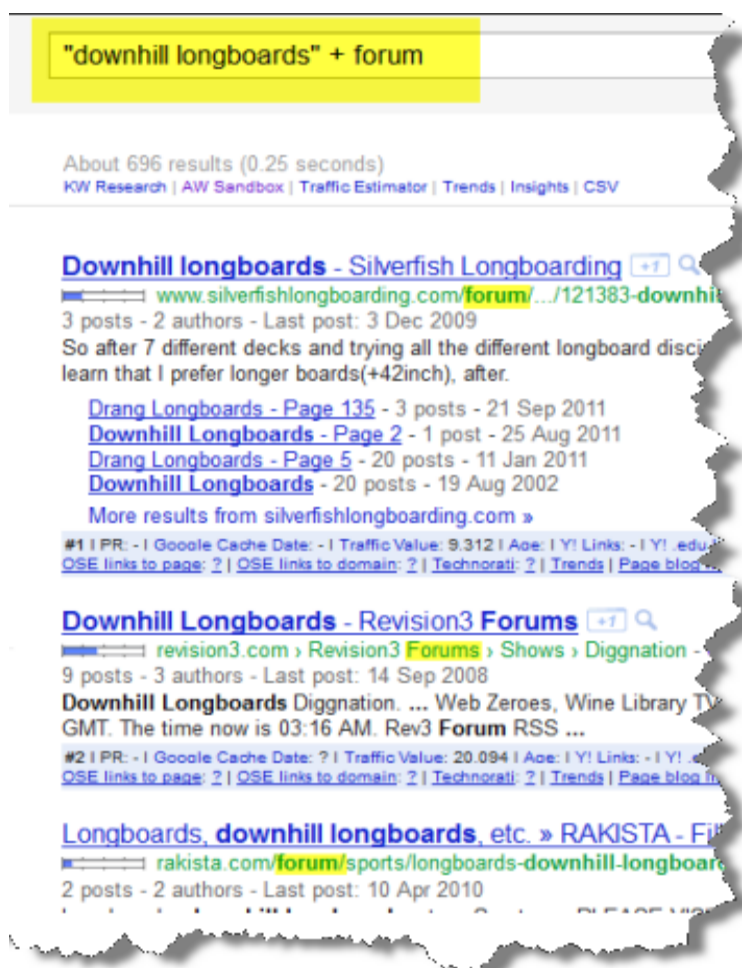 "downhill longboards" + forum
About 696 results (0.25 seconds)
KW Research | AW Sandbox | Traffic Estimator | Trends | Insights | CSV
Downhill longboards - Silverfish Longboarding +1
www.silverfishlongboarding.com/forum/.../121383-downhil
3 posts - 2 authors - Last post: 3 Dec 2009
So after 7 different decks and trying all the different longboard disci
learn that I prefer longer boards(+42inch), after.
Drang Longboards - Page 135 - 3 posts - 21 Sep 2011
Downhill Longboards - Page 2 - 1 post - 25 Aug 2011
Drang Longboards - Page 5 - 20 posts - 11 Jan 2011
Downhill Longboards - 20 posts - 19 Aug 2002
More results from silverfishlongboarding.com »
#1 | PR: - | Google Cache Date: - | Traffic Value: 9.312 | Age: | Y! Links: - | Y! .edu
OSE links to page: ? | OSE links to domain: ? | Technorati: ? | Trends | Page blog
Downhill Longboards - Revision3 Forums +1
revision3.com › Revision3 Forums › Shows › Diggnation -
9 posts - 3 authors - Last post: 14 Sep 2008
Downhill Longboards Diggnation. ... Web Zeroes, Wine Library TV
GMT. The time now is 03:16 AM. Rev3 Forum RSS ...
#2 | PR: - | Google Cache Date: ? | Traffic Value: 20.094 | Age: | Y! Links: - | Y!
OSE links to page: ? | OSE links to domain: ? | Technorati: ? | Trends | Page blog
Longboards, downhill longboards, etc. » RAKISTA - Fil
rakista.com/forum/sports/longboards-downhill-longboar
2 posts - 2 authors - Last post: 10 Apr 2010